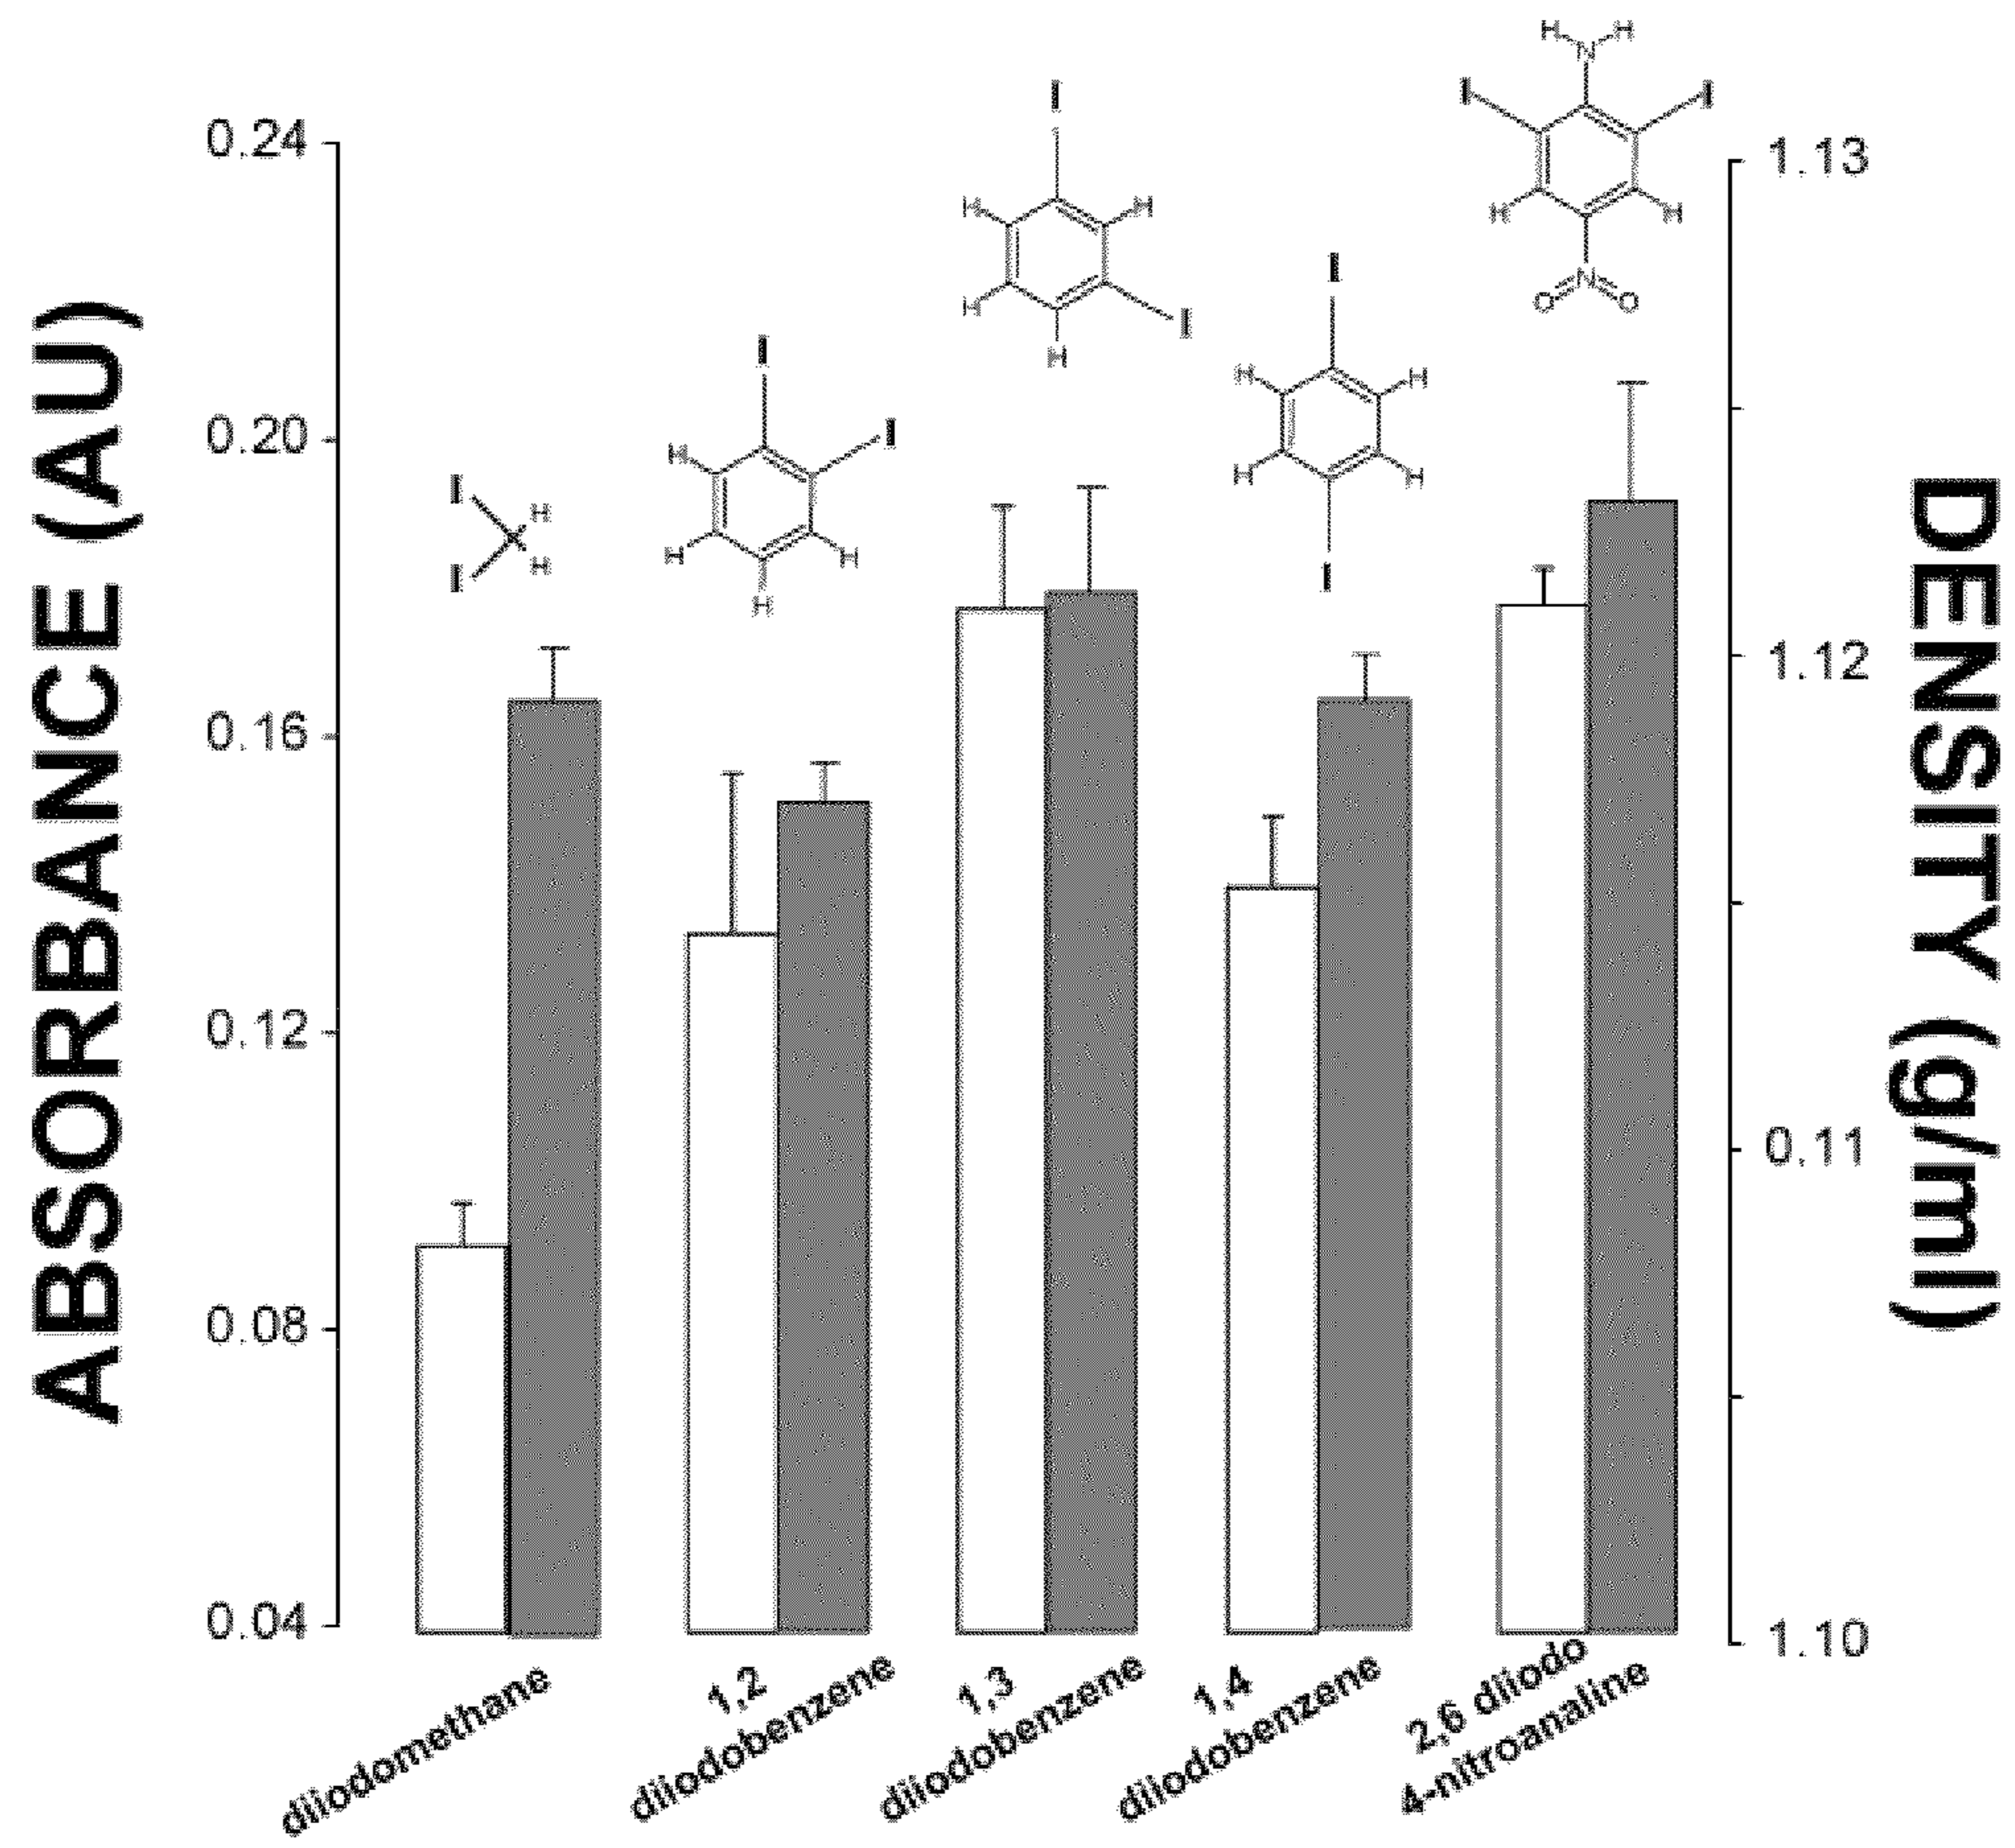 ABSORBANCE (AU)
0.24
0.20
0.16
0.12
0.08
0.04
I
I
H
H
I
I
H
H
H
H
I
H
H
H
I
H
I
H
H
H
H
I
H H
N
I
I
H
H
N
O O
1.13
1.12
0.11
1.10
DENSITY (g/ml)
diiodomethane
1,2
diiodobenzene
1,3
diiodobenzene
1,4
diiodobenzene
2,6 diiodo
4-nitroanaline